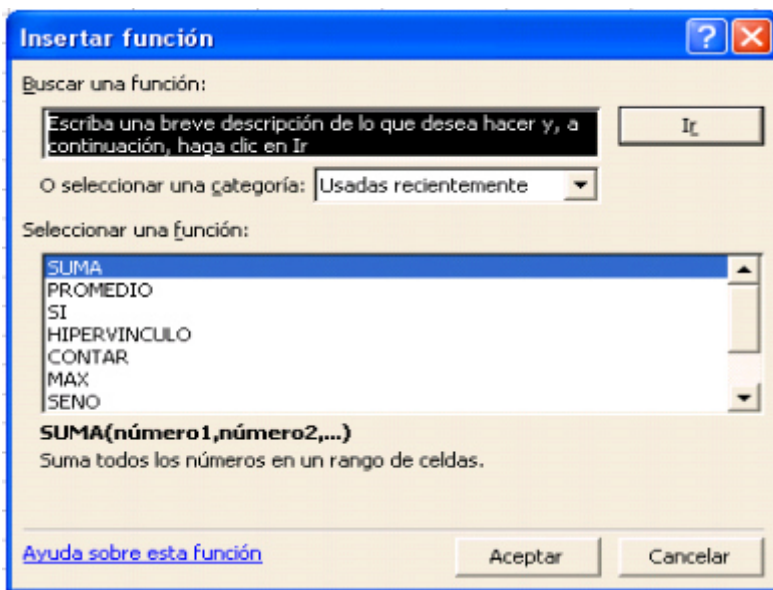 Insertar función
Buscar una función:
Escriba una breve descripción de lo que desea hacer y, a
continuación, haga clic en Ir
Ir
O seleccionar una categoría: Usadas recientemente
Seleccionar una función:
SUMA
PROMEDIO
SI
HIPERVINCULO
CONTAR
MAX
SENO
SUMA(número1,número2,...)
Suma todos los números en un rango de celdas.
Ayuda sobre esta función
Aceptar
Cancelar